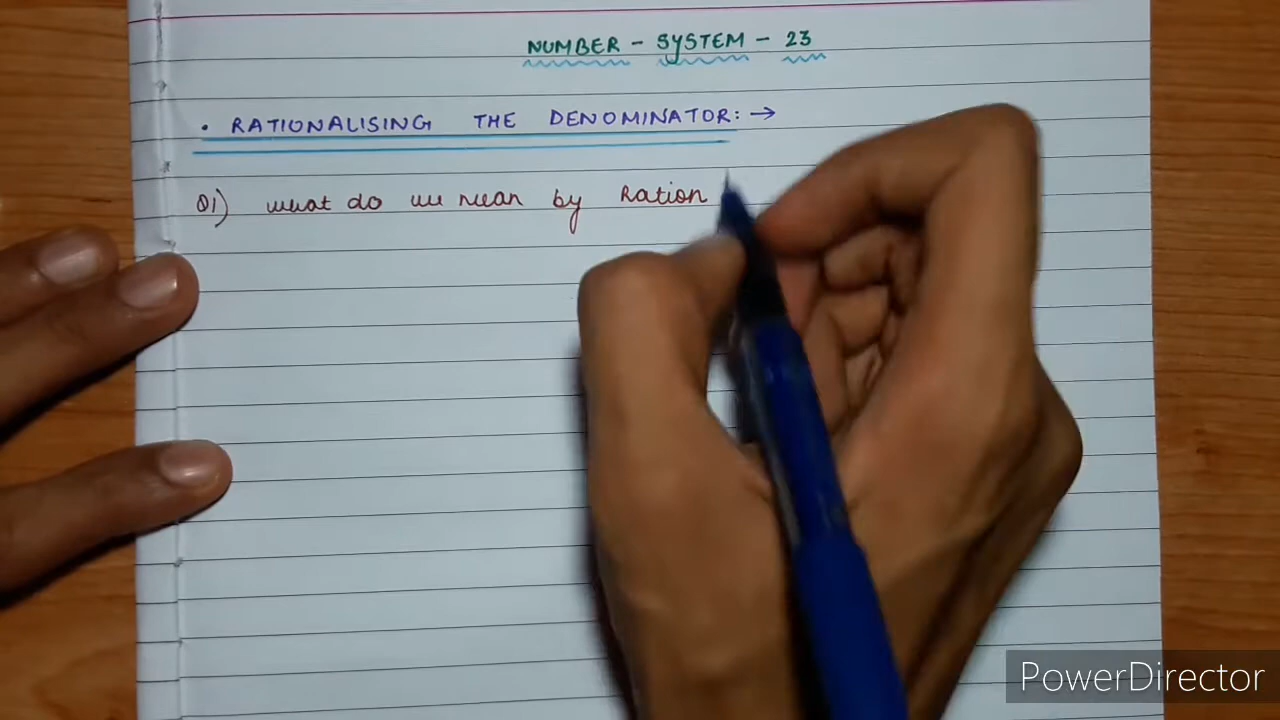 NUMBER - SYSTEM - 23
• RATIONALISING THE DENOMINATOR: →
Q1) what do we mean by Ration
PowerDirector